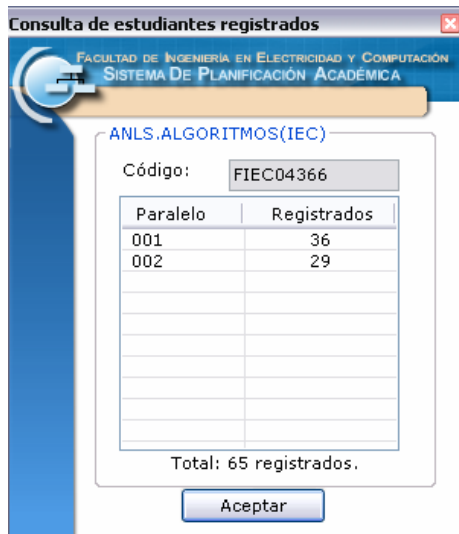 Consulta de estudiantes registrados
FACULTAD DE INGENIERÍA EN ELECTRICIDAD Y COMPUTACIÓN
SISTEMA DE PLANIFICACIÓN ACADÉMICA
ANLS.ALGORITMOS(IEC)
Código: FIEC04366
Paralelo Registrados
001 36
002 29
Total: 65 registrados.
Aceptar